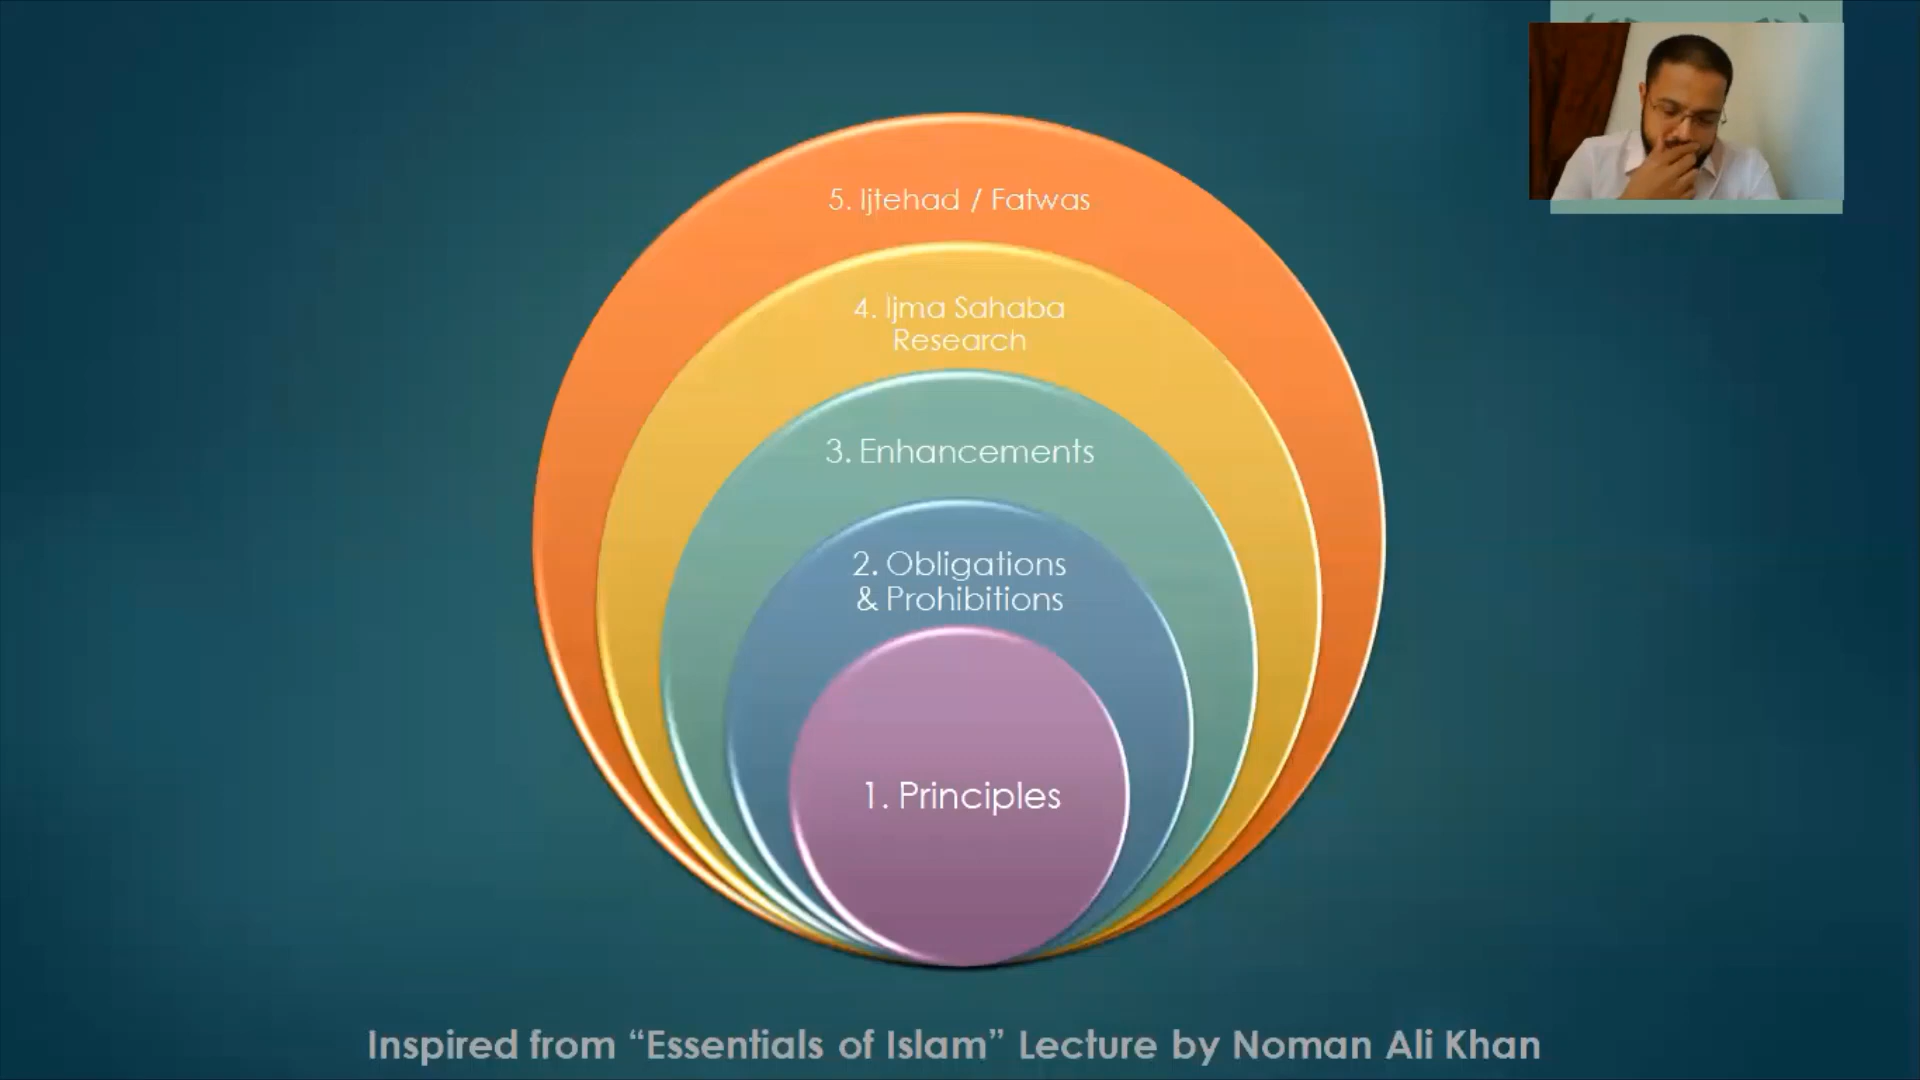 5. Ijtehad / Fatwas
4. Ijma Sahaba
Research
3. Enhancements
2. Obligations
& Prohibitions
1. Principles
Inspired from “Essentials of Islam” Lecture by Noman Ali Khan